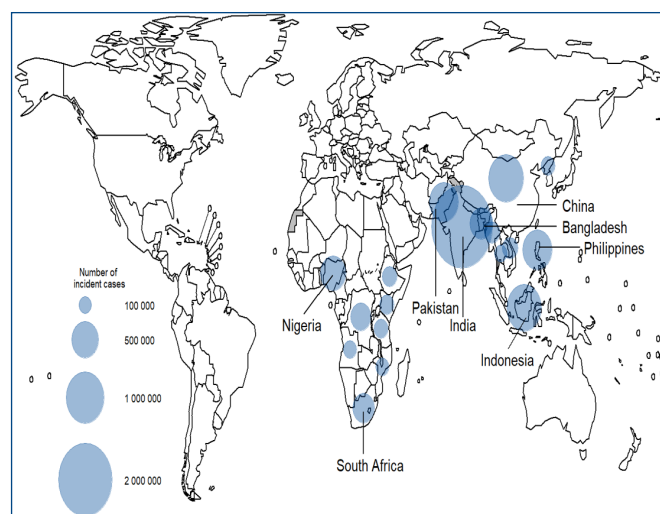 China
Bangladesh
Philippines
Number of
incident cases
100 000
Pakistan
India
Nigeria
500 000
Indonesia
1 000 000
South Africa
2 000 000